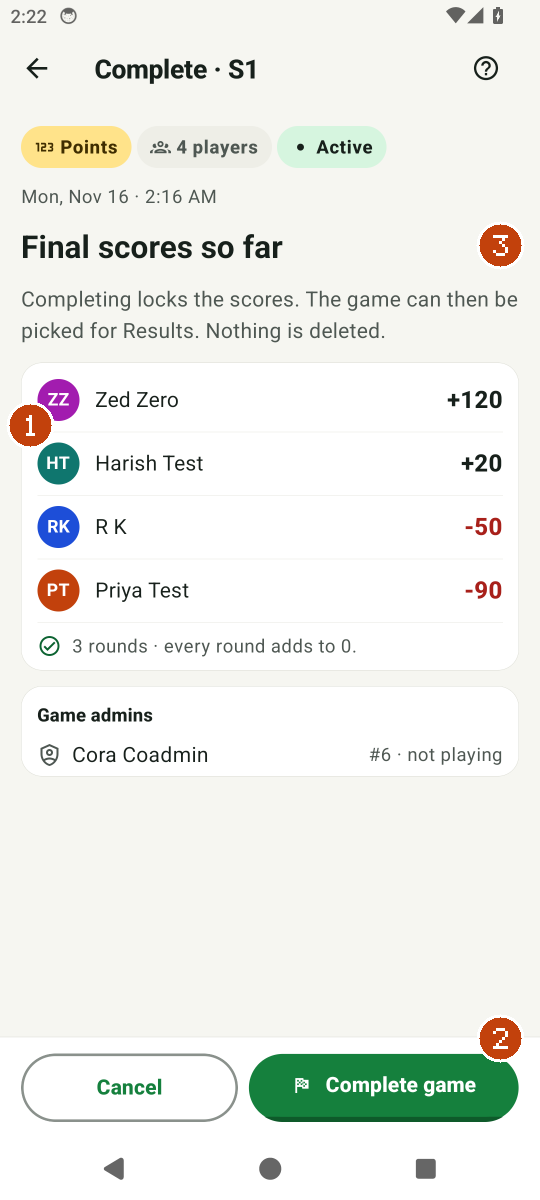 2:22
Complete · S1
123 Points
4 players
• Active
Mon, Nov 16 · 2:16 AM
Final scores so far
3
Completing locks the scores. The game can then be
picked for Results. Nothing is deleted.
ZZ Zed Zero +120
1
HT Harish Test +20
RK R K -50
PT Priya Test -90
3 rounds · every round adds to 0.
Game admins
Cora Coadmin #6 · not playing
2
Cancel
Complete game